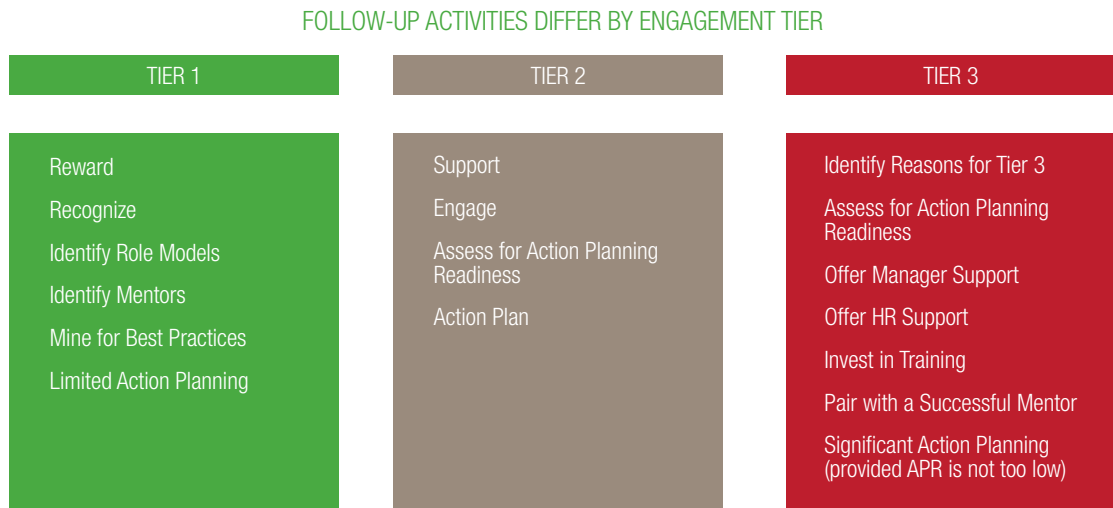 FOLLOW-UP ACTIVITIES DIFFER BY ENGAGEMENT TIER
TIER 1
Reward
Recognize
Identify Role Models
Identify Mentors
Mine for Best Practices
Limited Action Planning
TIER 2
Support
Engage
Assess for Action Planning
Readiness
Action Plan
TIER 3
Identify Reasons for Tier 3
Assess for Action Planning
Readiness
Offer Manager Support
Offer HR Support
Invest in Training
Pair with a Successful Mentor
Significant Action Planning
(provided APR is not too low)